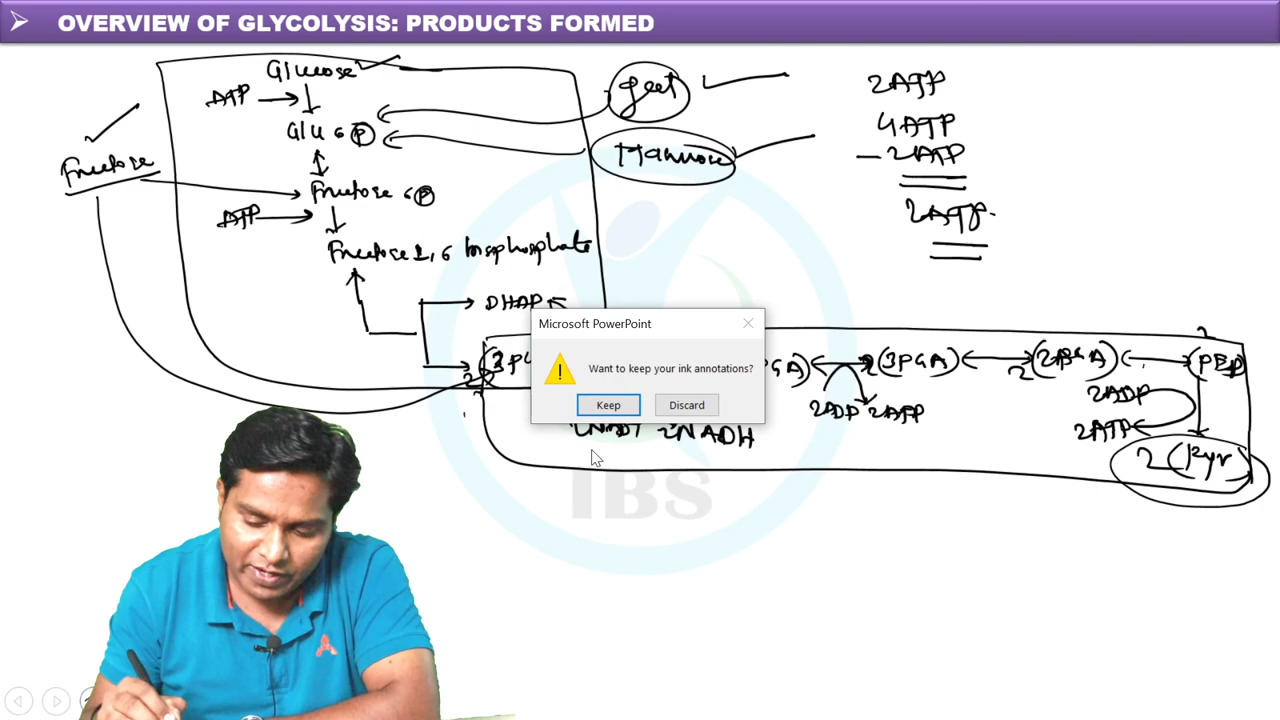 OVERVIEW OF GLYCOLYSIS: PRODUCTS FORMED
Glucose
ATP
Glu 6 P
Fructose
Fructose 6 P
ATP
Fructose 1, 6 bisphosphate
DHAP
Mannose
2ATP
4ATP
- 2ATP
2ATP
Microsoft PowerPoint
Want to keep your ink annotations?
Keep
Discard
2 (3PGA)
2 (2PGA)
2 (PEP)
2ADP 2ATP
2ADP
2ATP
2NADH
2 (Pyr)
IBS